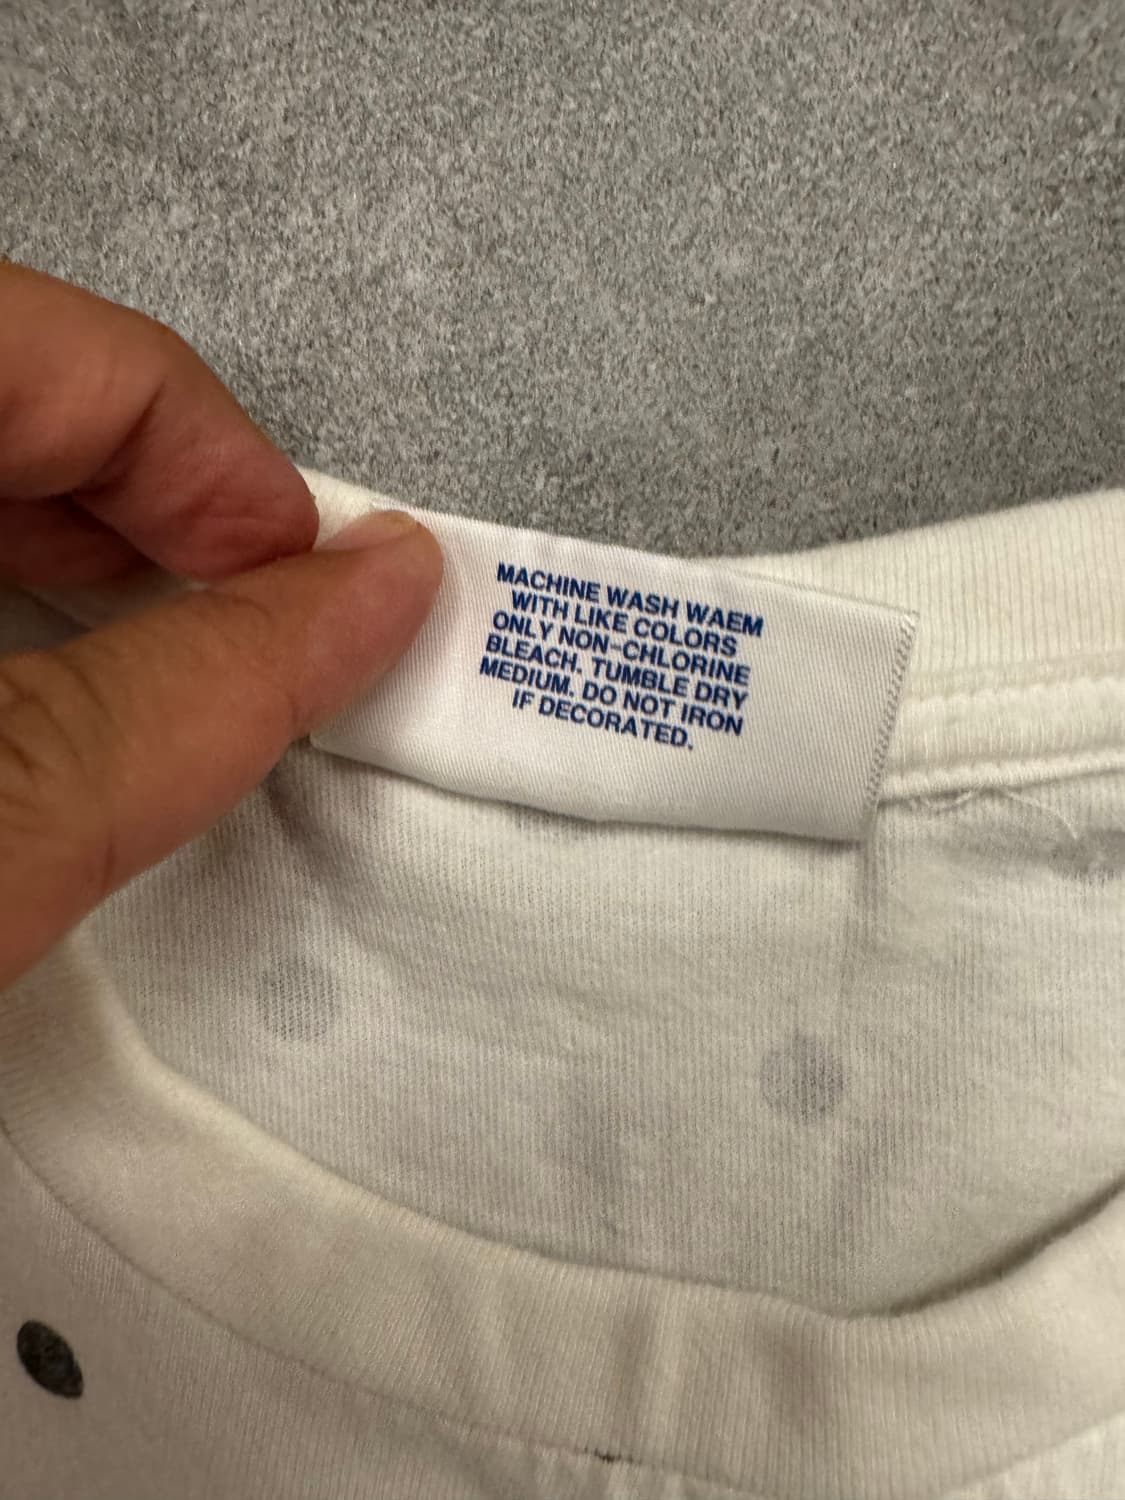 MACHINE WASH WAEM
WITH LIKE COLORS
ONLY NON-CHLORINE
BLEACH. TUMBLE DRY
MEDIUM. DO NOT IRON
IF DECORATED.